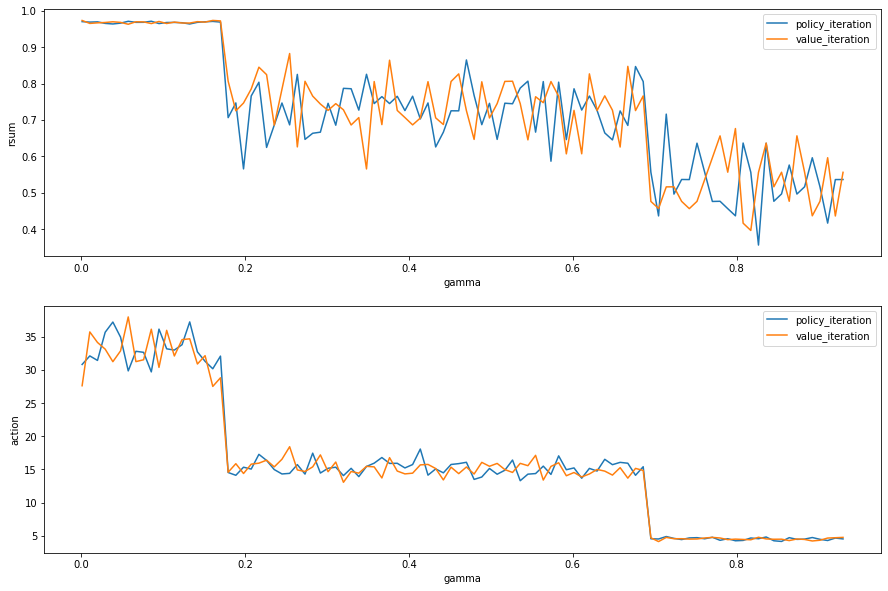 1.0
0.9
0.8
0.7
0.6
0.5
0.4
rsum
policy_iteration
value_iteration
0.0 0.2 0.4 0.6 0.8
gamma
35
30
25
20
15
10
5
action
policy_iteration
value_iteration
0.0 0.2 0.4 0.6 0.8
gamma